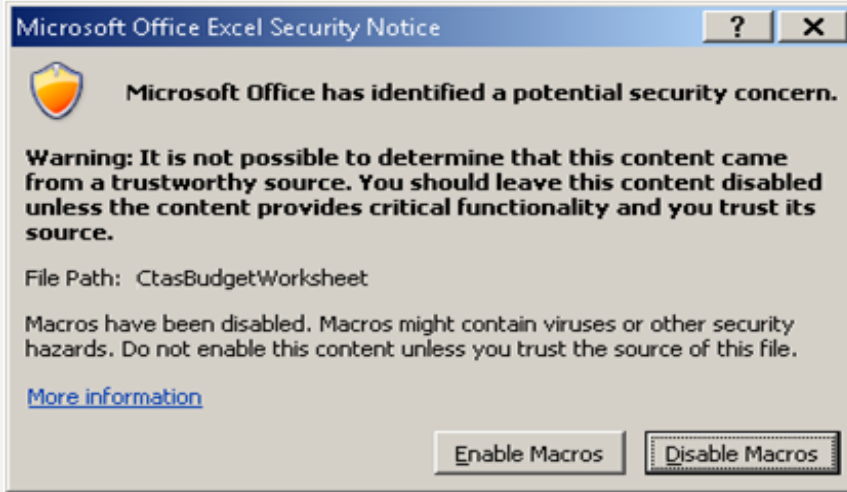 Microsoft Office Excel Security Notice
Microsoft Office has identified a potential security concern.
Warning: It is not possible to determine that this content came
from a trustworthy source. You should leave this content disabled
unless the content provides critical functionality and you trust its
source.
File Path: CtasBudgetWorksheet
Macros have been disabled. Macros might contain viruses or other security
hazards. Do not enable this content unless you trust the source of this file.
More information
Enable Macros
Disable Macros